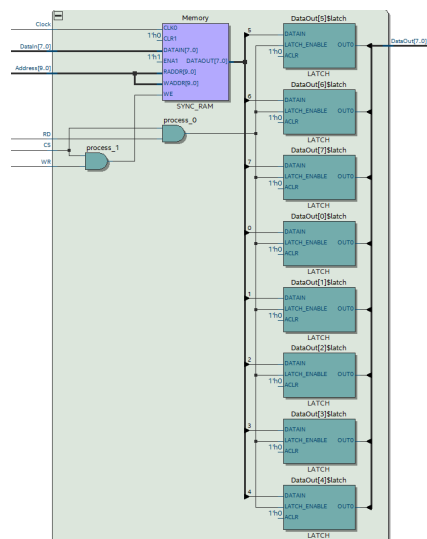 Memory
DataOut[5]$latch
Clock
1'h0
CLK0
CLR1
DataIn[7..0]
DATAIN[7..0]
1'h1
ENA1
DATAOUT[7..0]
Address[9..0]
RADDR[9..0]
WADDR[9..0]
WE
SYNC_RAM
5
DATAIN
LATCH_ENABLE
OUT0
DataOut[7..0]
1'h0
ACLR
LATCH
DataOut[6]$latch
6
DATAIN
LATCH_ENABLE
OUT0
1'h0
ACLR
LATCH
process_0
RD
CS
process_1
WR
DataOut[7]$latch
7
DATAIN
LATCH_ENABLE
OUT0
1'h0
ACLR
LATCH
DataOut[0]$latch
0
DATAIN
LATCH_ENABLE
OUT0
1'h0
ACLR
LATCH
DataOut[1]$latch
1
DATAIN
LATCH_ENABLE
OUT0
1'h0
ACLR
LATCH
DataOut[2]$latch
2
DATAIN
LATCH_ENABLE
OUT0
1'h0
ACLR
LATCH
DataOut[3]$latch
3
DATAIN
LATCH_ENABLE
OUT0
1'h0
ACLR
LATCH
DataOut[4]$latch
4
DATAIN
LATCH_ENABLE
OUT0
1'h0
ACLR
LATCH